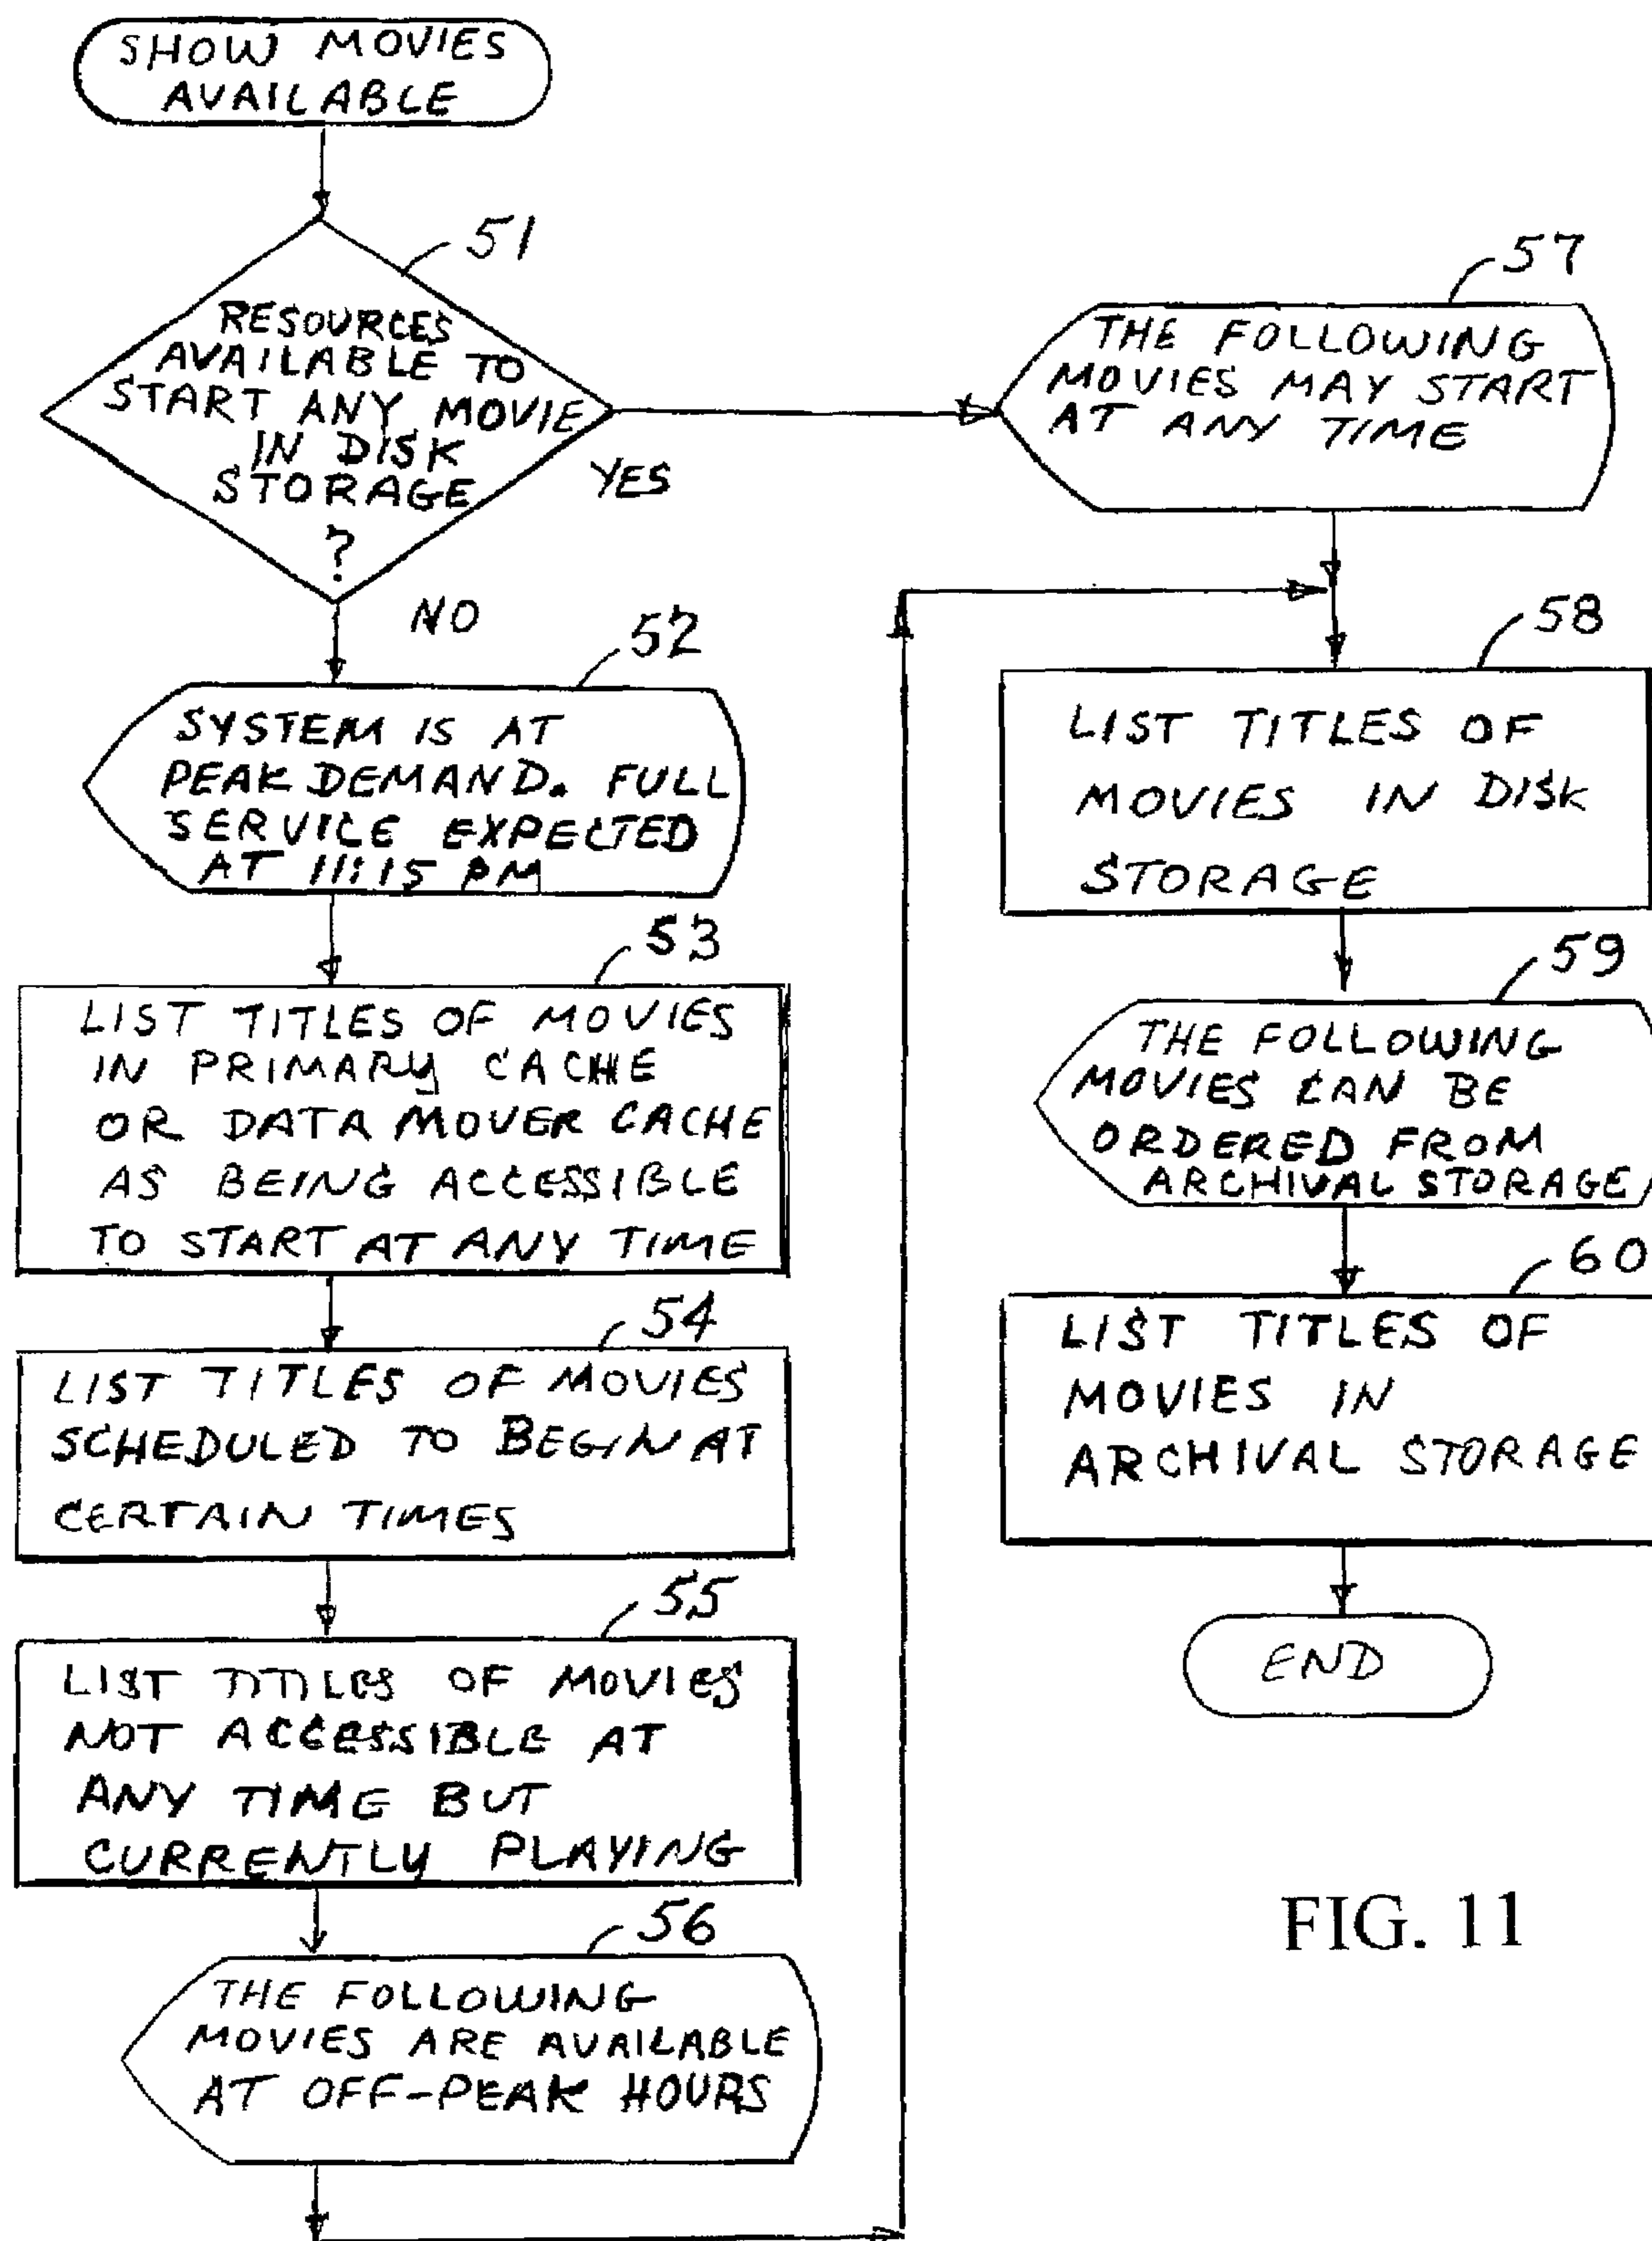 SHOW MOVIES
AVAILABLE
51
RESOURCES
AVAILABLE TO
START ANY MOVIE
IN DISK
STORAGE
?
YES
NO
52
SYSTEM IS AT
PEAK DEMAND. FULL
SERVICE EXPECTED
AT 11:15 PM
53
LIST TITLES OF MOVIES
IN PRIMARY CACHE
OR DATA MOVER CACHE
AS BEING ACCESSIBLE
TO START AT ANY TIME
54
LIST TITLES OF MOVIES
SCHEDULED TO BEGIN AT
CERTAIN TIMES
55
LIST TITLES OF MOVIES
NOT ACCESSIBLE AT
ANY TIME BUT
CURRENTLY PLAYING
56
THE FOLLOWING
MOVIES ARE AVAILABLE
AT OFF-PEAK HOURS
57
THE FOLLOWING
MOVIES MAY START
AT ANY TIME
58
LIST TITLES OF
MOVIES IN DISK
STORAGE
59
THE FOLLOWING
MOVIES CAN BE
ORDERED FROM
ARCHIVAL STORAGE
60
LIST TITLES OF
MOVIES IN
ARCHIVAL STORAGE
END
FIG. 11